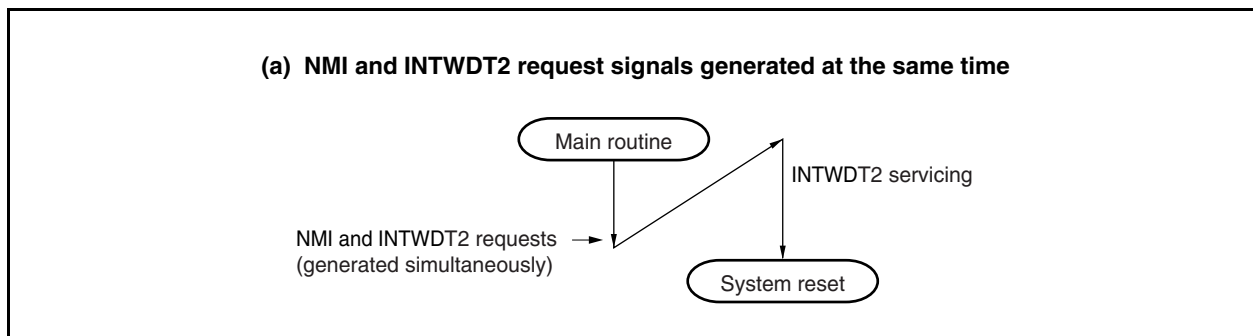 (a) NMI and INTWDT2 request signals generated at the same time
Main routine
INTWDT2 servicing
NMI and INTWDT2 requests
(generated simultaneously)
System reset